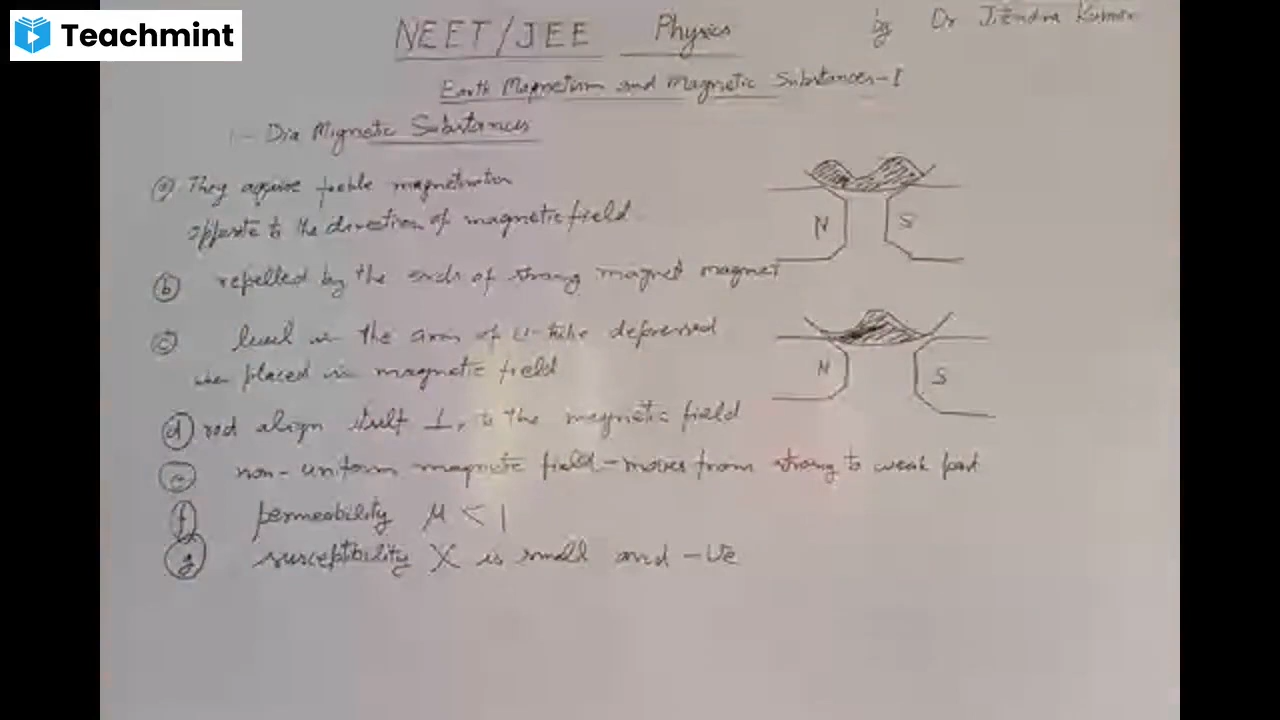 Teachmint
NEET/JEE Physics by Dr Jitendra Kumar
Earth Magnetism and Magnetic Substances-I
1- Dia Mignetic Substances
(a) They aquire feeble magnetisation
opposite to the direction of magnetic field
(b) repelled by the ends of strong magnet magnet
(c) level in the arm of U-tube depressed
when placed in magnetic field
(d) rod align itself ⊥r to the magnetic field
(e) non-uniform magnetic field - moves from strong to weak part
(f) permeability μ < 1
(g) susceptibility X is small and -ve
N S
N S